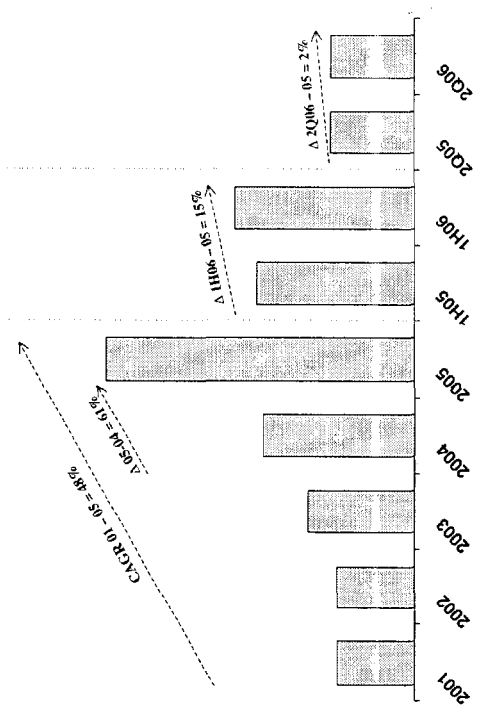 CAGR 01 – 05 = 48%
Δ 05-04 = 61%
Δ 1H06 – 05 = 15%
Δ 2Q06 – 05 = 2%
2001
2002
2003
2004
2005
1H05
1H06
2Q05
2Q06